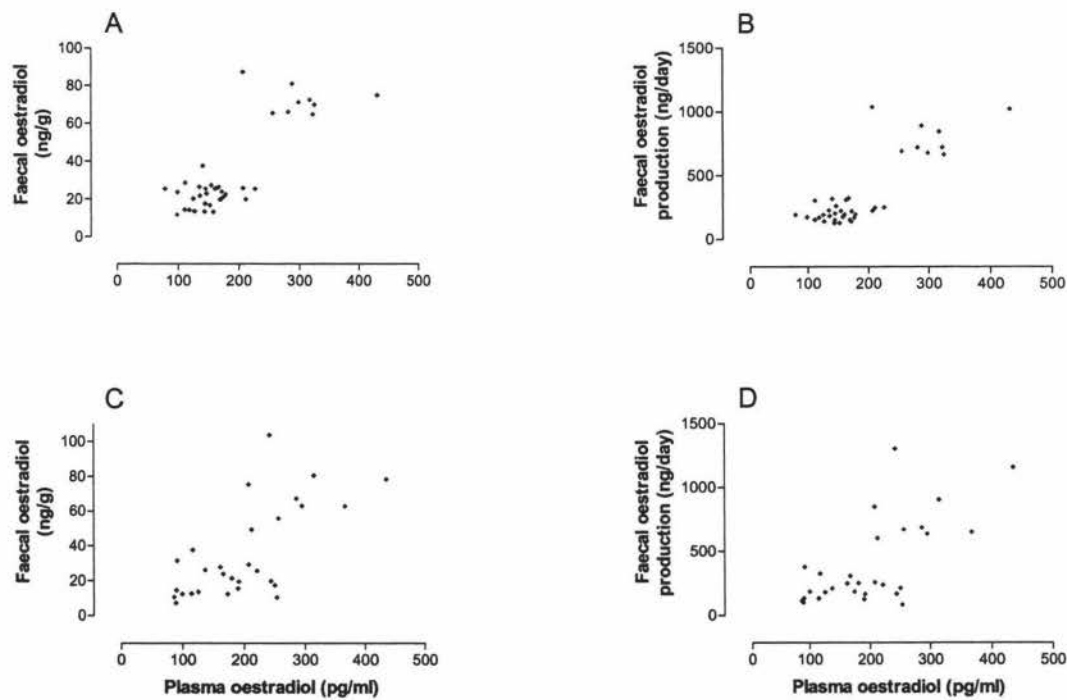 A
Faecal oestradiol
(ng/g)
100
80
60
40
20
0
0 100 200 300 400 500
B
Faecal oestradiol
production (ng/day)
1500
1000
500
0
0 100 200 300 400 500
C
Faecal oestradiol
(ng/g)
100
80
60
40
20
0
0 100 200 300 400 500
Plasma oestradiol (pg/ml)
D
Faecal oestradiol
production (ng/day)
1500
1000
500
0
0 100 200 300 400 500
Plasma oestradiol (pg/ml)